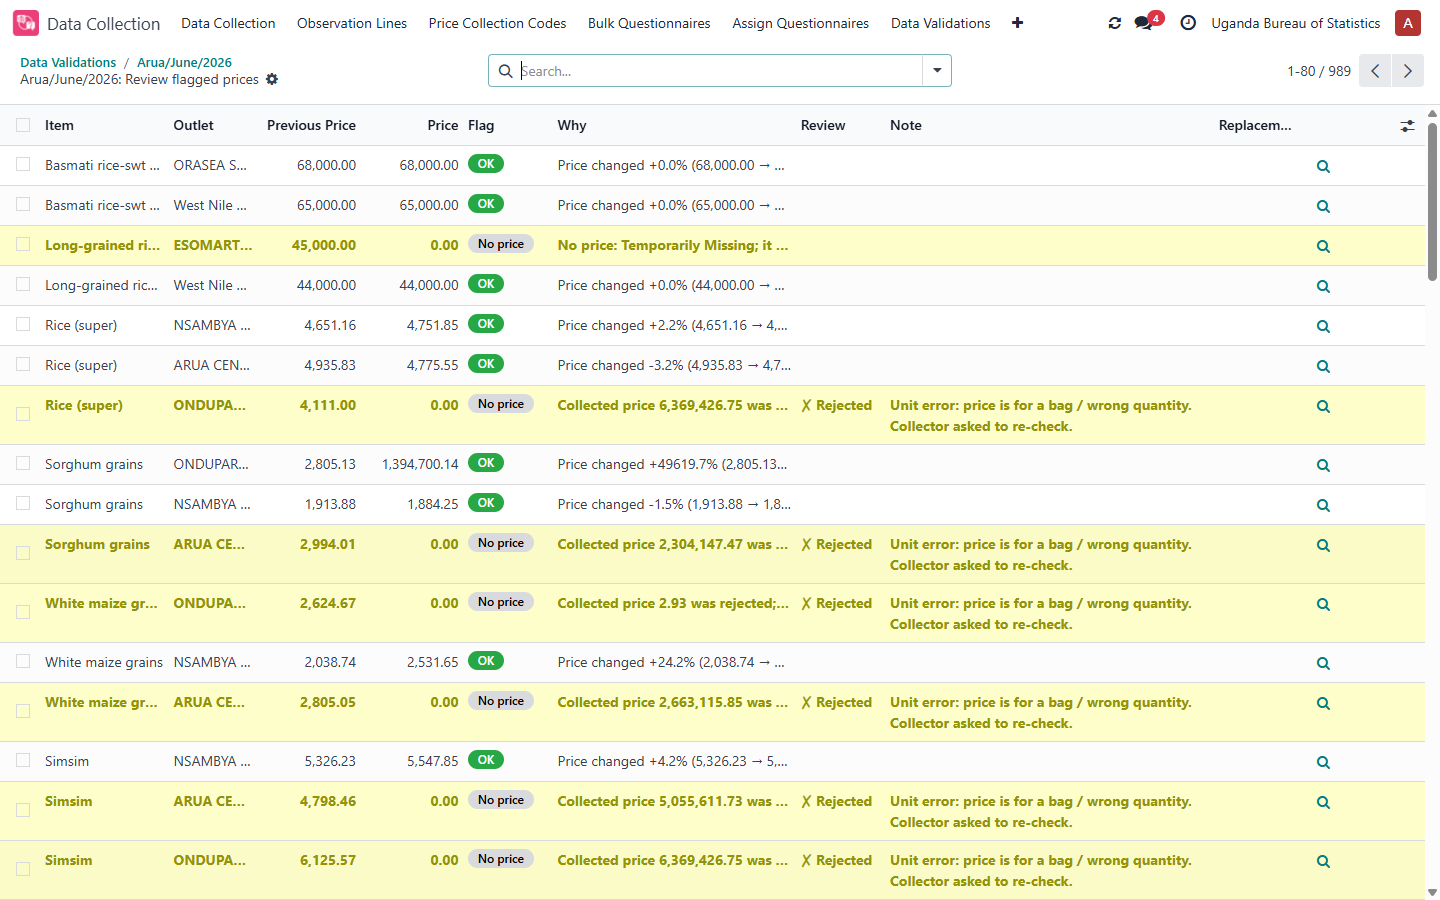 Data Collection Data Collection Observation Lines Price Collection Codes Bulk Questionnaires Assign Questionnaires Data Validations 4 Uganda Bureau of Statistics A
Data Validations / Arua/June/2026
Arua/June/2026: Review flagged prices
Search...
1-80 / 989
Item Outlet Previous Price Price Flag Why Review Note Replacem...
Basmati rice-swt ... ORASEA S... 68,000.00 68,000.00 OK Price changed +0.0% (68,000.00 → ...
Basmati rice-swt ... West Nile ... 65,000.00 65,000.00 OK Price changed +0.0% (65,000.00 → ...
Long-grained ri... ESOMART... 45,000.00 0.00 No price No price: Temporarily Missing; it ...
Long-grained ric... West Nile ... 44,000.00 44,000.00 OK Price changed +0.0% (44,000.00 → ...
Rice (super) NSAMBYA ... 4,651.16 4,751.85 OK Price changed +2.2% (4,651.16 → 4,...
Rice (super) ARUA CEN... 4,935.83 4,775.55 OK Price changed -3.2% (4,935.83 → 4,7...
Rice (super) ONDUPA... 4,111.00 0.00 No price Collected price 6,369,426.75 was ... ✗ Rejected Unit error: price is for a bag / wrong quantity.
Collector asked to re-check.
Sorghum grains ONDUPAR... 2,805.13 1,394,700.14 OK Price changed +49619.7% (2,805.13...
Sorghum grains NSAMBYA ... 1,913.88 1,884.25 OK Price changed -1.5% (1,913.88 → 1,8...
Sorghum grains ARUA CE... 2,994.01 0.00 No price Collected price 2,304,147.47 was ... ✗ Rejected Unit error: price is for a bag / wrong quantity.
Collector asked to re-check.
White maize gr... ONDUPA... 2,624.67 0.00 No price Collected price 2.93 was rejected;... ✗ Rejected Unit error: price is for a bag / wrong quantity.
Collector asked to re-check.
White maize grains NSAMBYA ... 2,038.74 2,531.65 OK Price changed +24.2% (2,038.74 → ...
White maize gr... ARUA CE... 2,805.05 0.00 No price Collected price 2,663,115.85 was ... ✗ Rejected Unit error: price is for a bag / wrong quantity.
Collector asked to re-check.
Simsim NSAMBYA ... 5,326.23 5,547.85 OK Price changed +4.2% (5,326.23 → 5,...
Simsim ARUA CE... 4,798.46 0.00 No price Collected price 5,055,611.73 was ... ✗ Rejected Unit error: price is for a bag / wrong quantity.
Collector asked to re-check.
Simsim ONDUPA... 6,125.57 0.00 No price Collected price 6,369,426.75 was ... ✗ Rejected Unit error: price is for a bag / wrong quantity.
Collector asked to re-check.